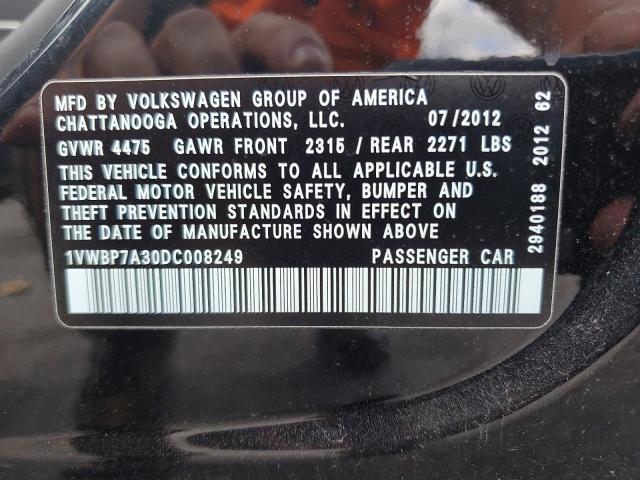 MFD BY VOLKSWAGEN GROUP OF AMERICA
CHATTANOOGA OPERATIONS, LLC. 07/2012
GVWR 4475 GAWR FRONT 2315 / REAR 2271 LBS
THIS VEHICLE CONFORMS TO ALL APPLICABLE U.S.
FEDERAL MOTOR VEHICLE SAFETY, BUMPER AND
THEFT PREVENTION STANDARDS IN EFFECT ON
THE DATE OF MANUFACTURE SHOWN ABOVE
1VWBP7A30DC008249 PASSENGER CAR
2940188 2012 62